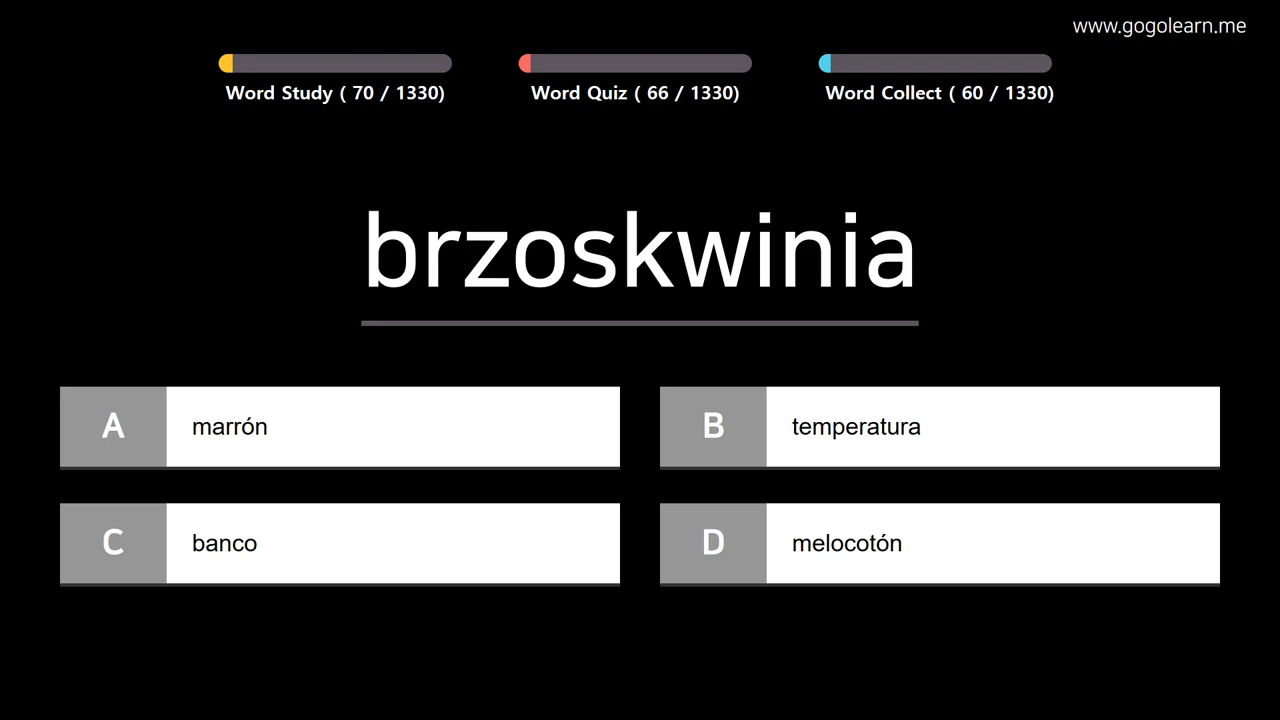 www.gogolearn.me
Word Study ( 70 / 1330)
Word Quiz ( 66 / 1330)
Word Collect ( 60 / 1330)
brzoskwinia
A marrón
B temperatura
C banco
D melocotón